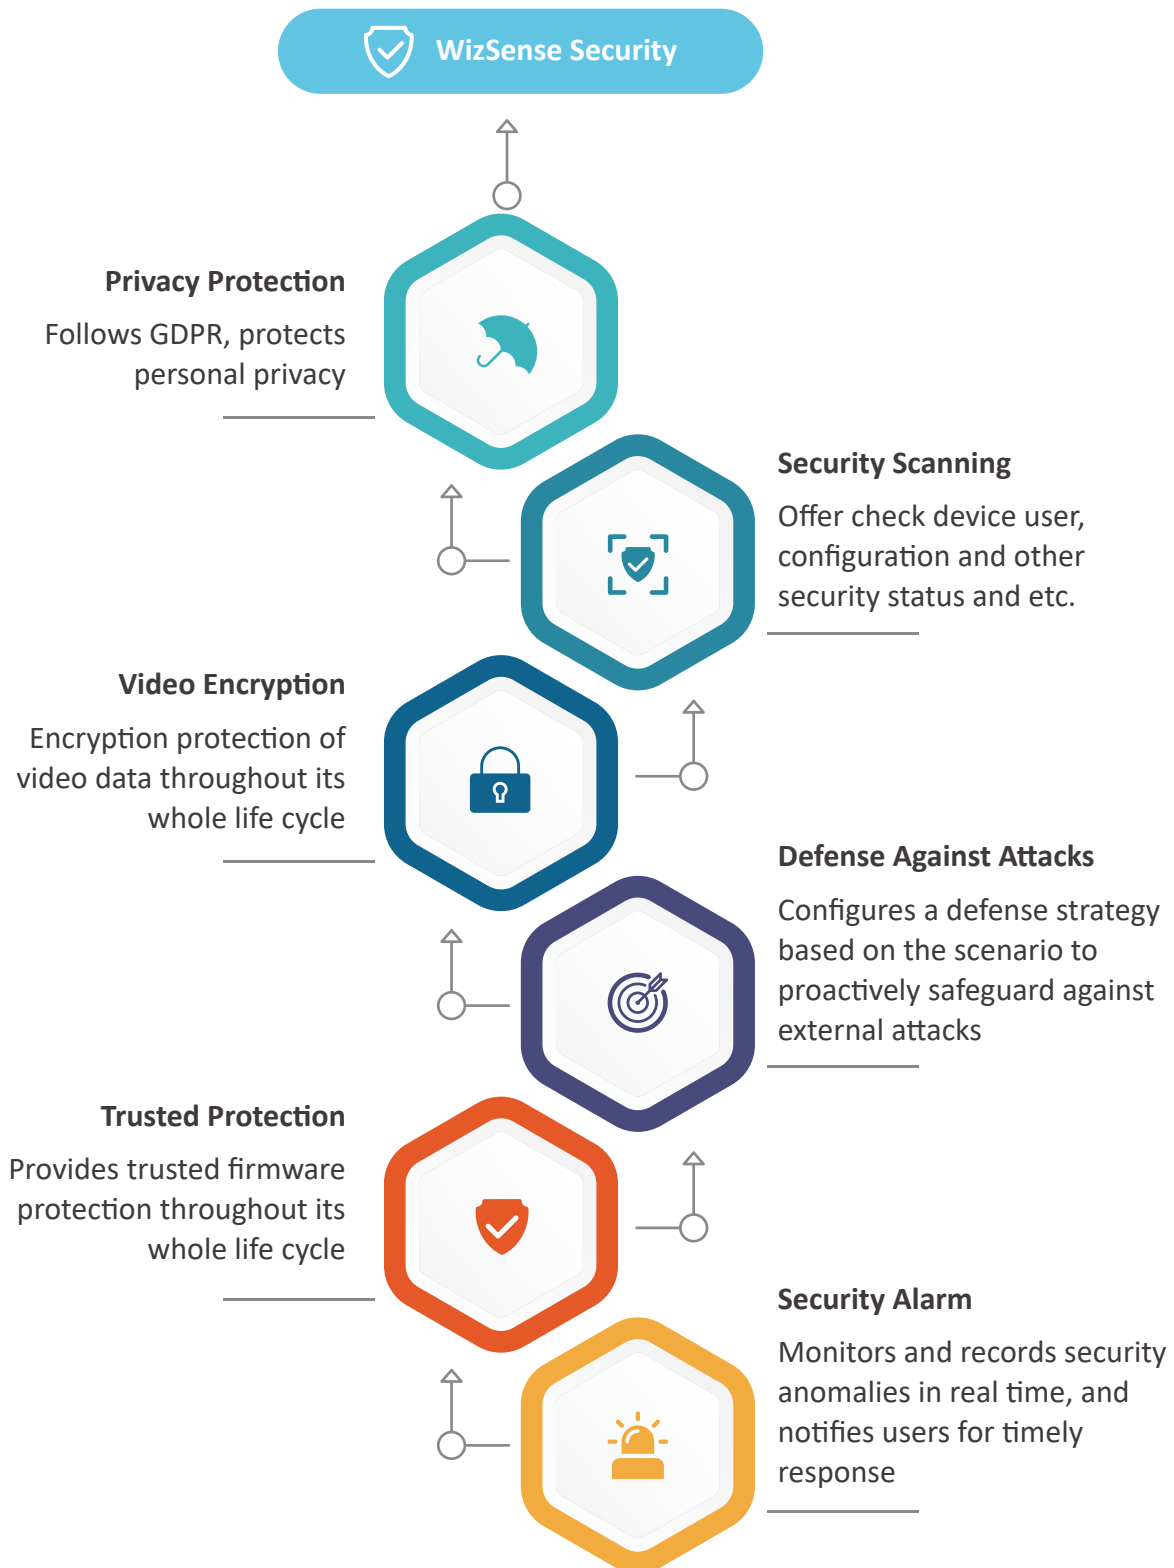 WizSense Security
Privacy Protection
Follows GDPR, protects
personal privacy
Security Scanning
Offer check device user,
configuration and other
security status and etc.
Video Encryption
Encryption protection of
video data throughout its
whole life cycle
Defense Against Attacks
Configures a defense strategy
based on the scenario to
proactively safeguard against
external attacks
Trusted Protection
Provides trusted firmware
protection throughout its
whole life cycle
Security Alarm
Monitors and records security
anomalies in real time, and
notifies users for timely
response